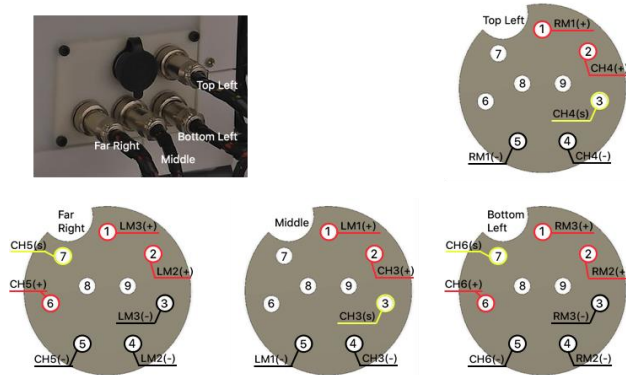 Top Left
Bottom Left
Far Right
Middle
Top Left
1 RM1(+)
2
CH4(+)
7
8
9
6
3
CH4(s)
5
4
RM1(-)
CH4(-)
Far
Right
1 LM3(+)
CH5(s)
7
2
LM2(+)
CH5(+)
8
9
6
3
LM3(-)
5
4
CH5(-)
LM2(-)
Middle
1 LM1(+)
7
2
CH3(+)
8
9
6
3
CH3(s)
5
4
LM1(-)
CH3(-)
Bottom
Left
1 RM3(+)
CH6(s)
7
2
RM2(+)
CH6(+)
8
9
6
3
RM3(-)
5
4
CH6(-)
RM2(-)